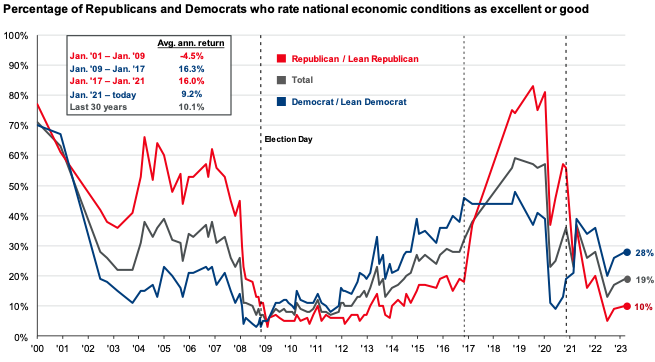 Percentage of Republicans and Democrats who rate national economic conditions as excellent or good
100%
90%
80%
70%
60%
50%
40%
30%
20%
10%
0%
Avg. ann. return
Jan. '01 – Jan. '09 -4.5%
Jan. '09 – Jan. '17 16.3%
Jan. '17 – Jan. '21 16.0%
Jan. '21 – today 9.2%
Last 30 years 10.1%
Republican / Lean Republican
Total
Democrat / Lean Democrat
Election Day
28%
19%
10%
'00 '01 '02 '03 '04 '05 '06 '07 '08 '09 '10 '11 '12 '13 '14 '15 '16 '17 '18 '19 '20 '21 '22 '23